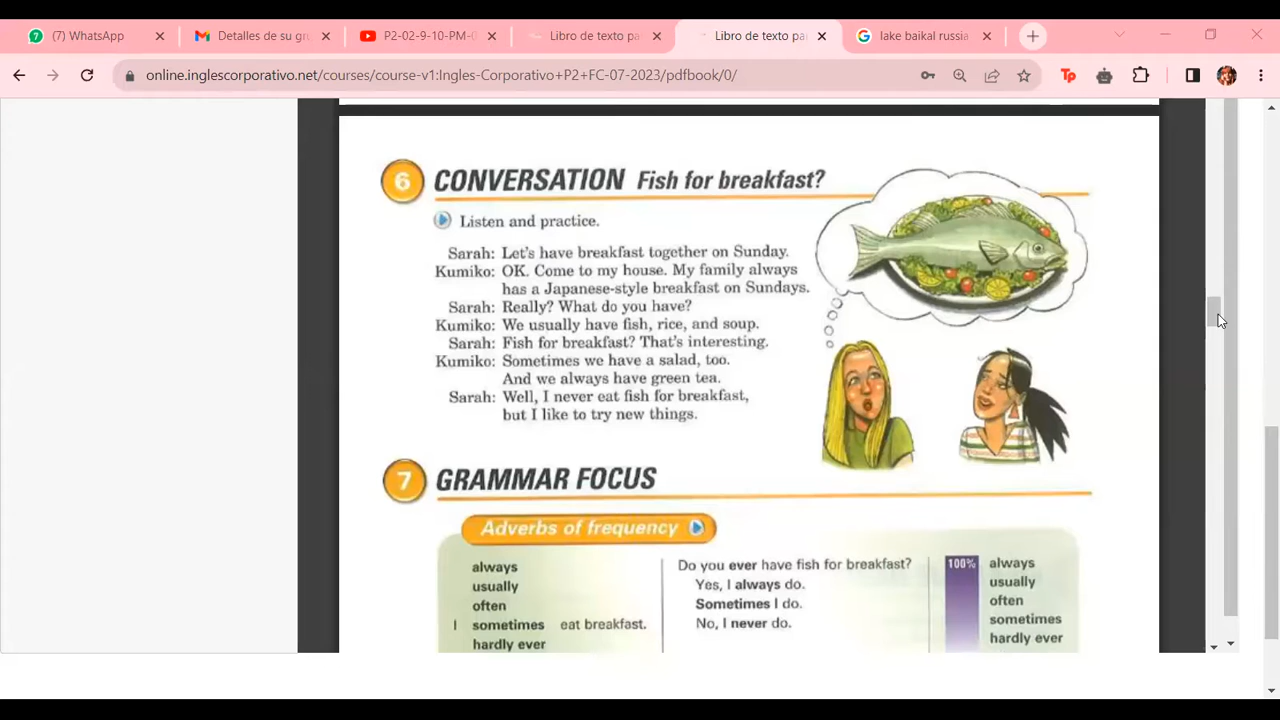 7
(7) WhatsApp
Detalles de su gru
P2-02-9-10-PM-0
Libro de texto pa
Libro de texto pa
lake baikal russia
online.inglescorporativo.net/courses/course-v1:Ingles-Corporativo+P2+FC-07-2023/pdfbook/0/
Tp
6 CONVERSATION Fish for breakfast?
Listen and practice.
Sarah: Let's have breakfast together on Sunday.
Kumiko: OK. Come to my house. My family always
has a Japanese-style breakfast on Sundays.
Sarah: Really? What do you have?
Kumiko: We usually have fish, rice, and soup.
Sarah: Fish for breakfast? That's interesting.
Kumiko: Sometimes we have a salad, too.
And we always have green tea.
Sarah: Well, I never eat fish for breakfast,
but I like to try new things.
7 GRAMMAR FOCUS
Adverbs of frequency
always
usually
often
I sometimes eat breakfast.
hardly ever
Do you ever have fish for breakfast?
Yes, I always do.
Sometimes I do.
No, I never do.
100% always
usually
often
sometimes
hardly ever